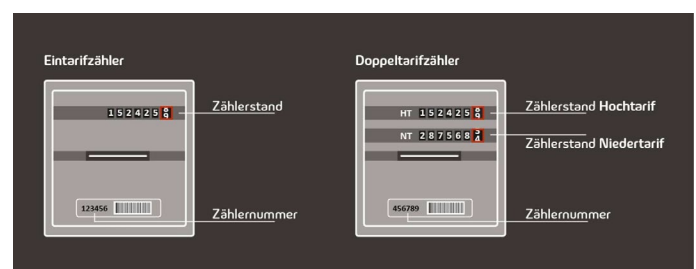 Eintarifzähler
152425
Zählerstand
123456
Zählernummer
Doppeltarifzähler
HT 152425
Zählerstand Hochtarif
NT 287568
Zählerstand Niedertarif
456789
Zählernummer